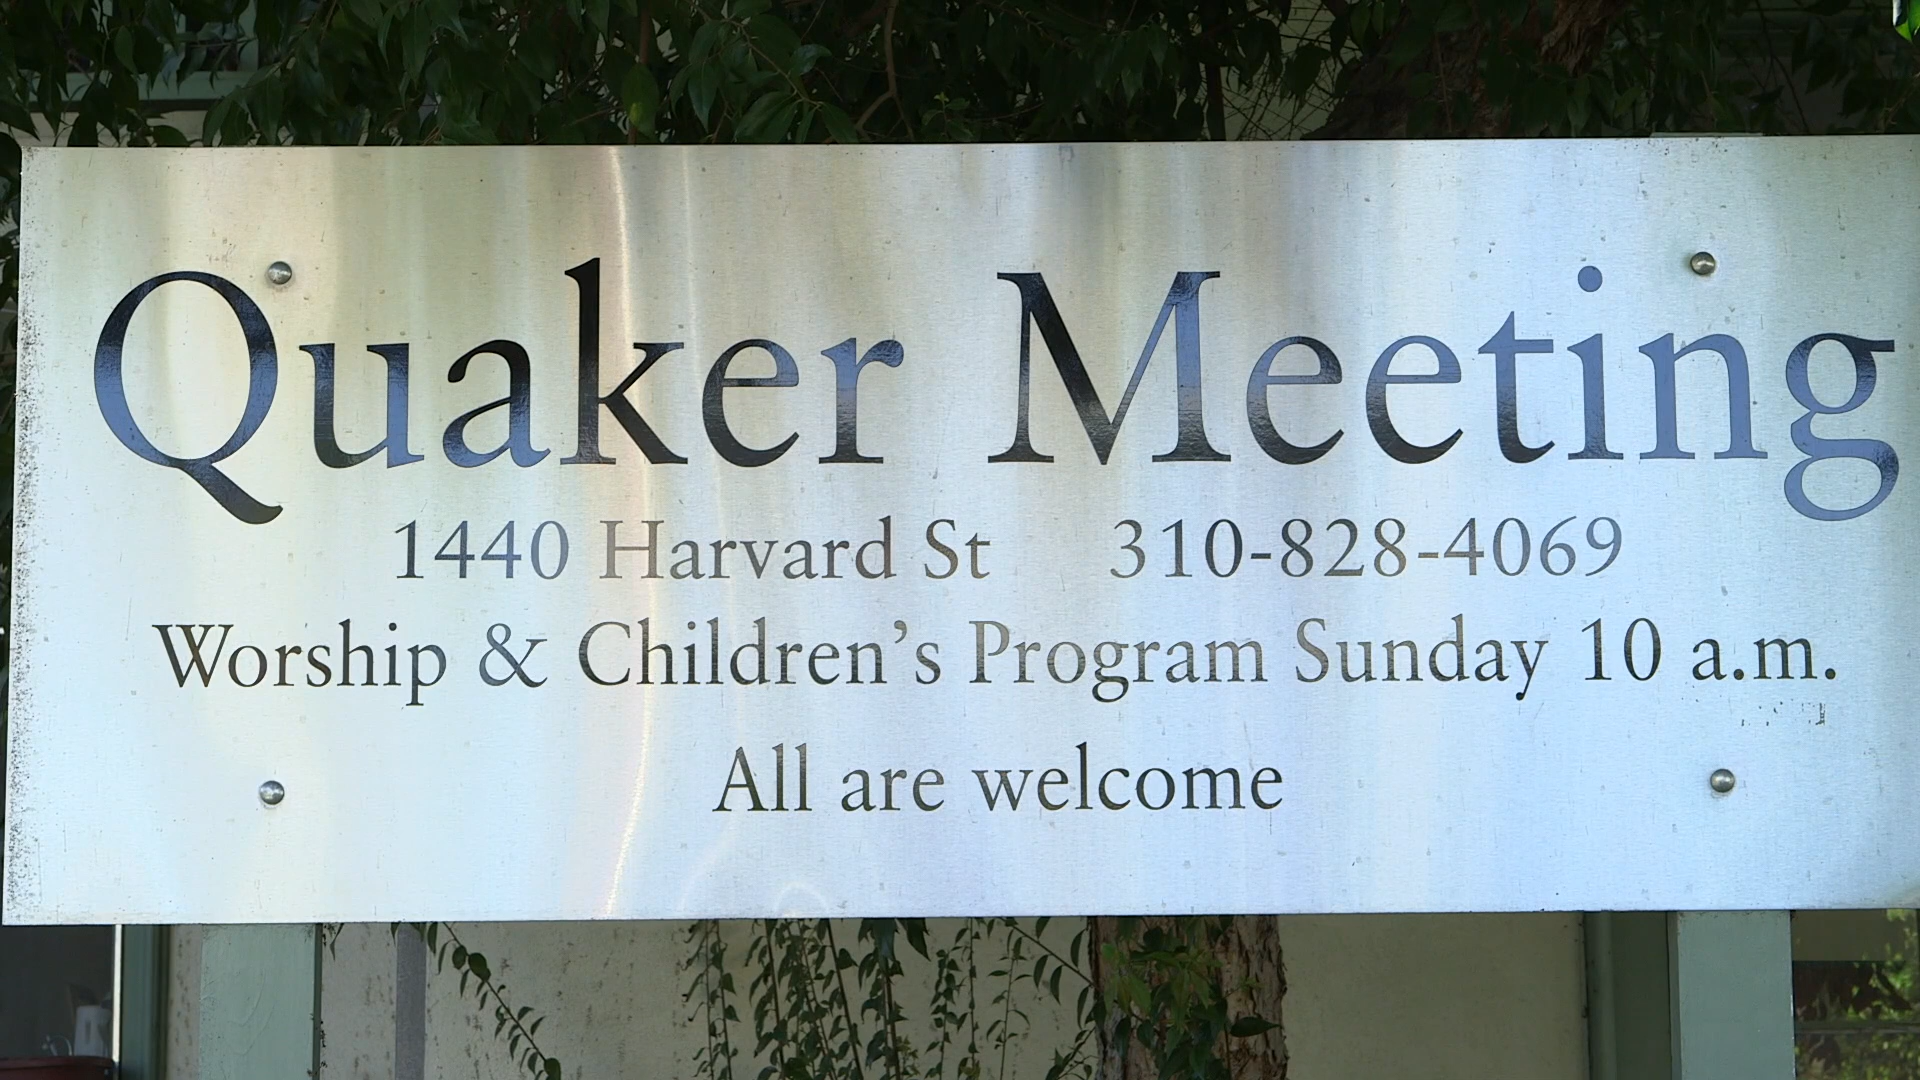 Quaker Meeting
1440 Harvard St 310-828-4069
Worship & Children’s Program Sunday 10 a.m.
All are welcome